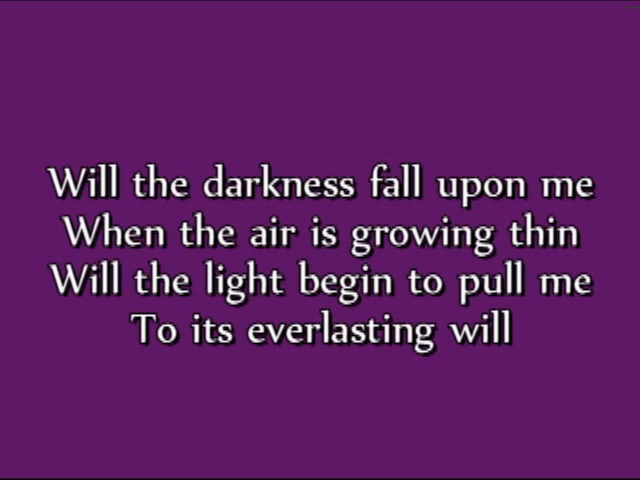 Will the darkness fall upon me
When the air is growing thin
Will the light begin to pull me
To its everlasting will